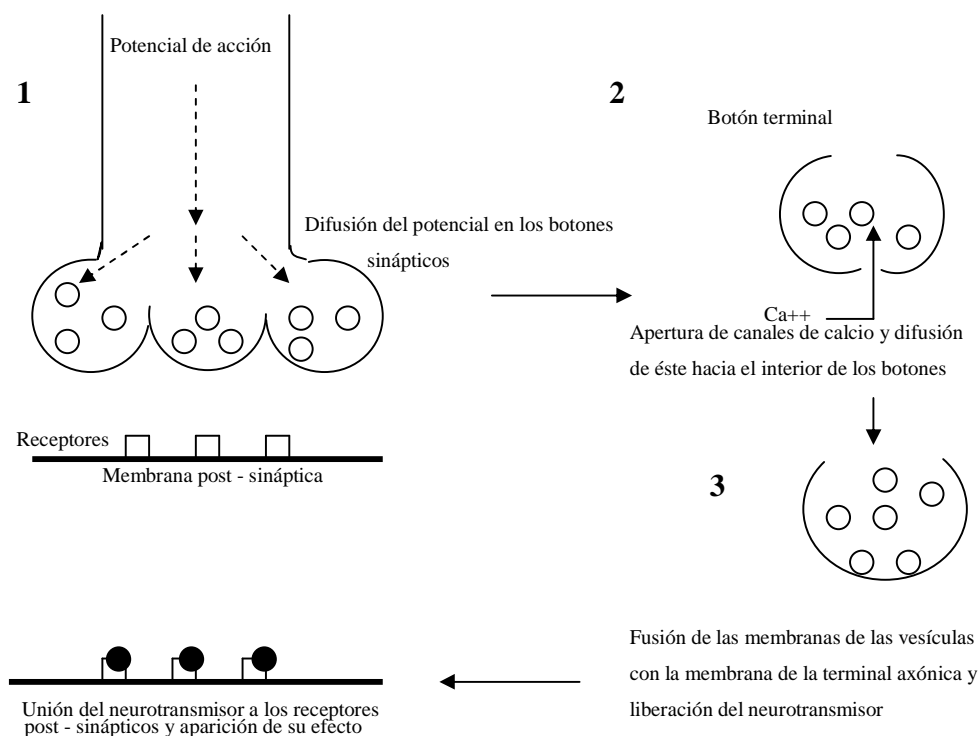 Potencial de acción
1
Difusión del potencial en los botones
sinápticos
Receptores
Membrana post - sináptica
2
Botón terminal
Ca++
Apertura de canales de calcio y difusión
de éste hacia el interior de los botones
3
Fusión de las membranas de las vesículas
con la membrana de la terminal axónica y
liberación del neurotransmisor
Unión del neurotransmisor a los receptores
post - sinápticos y aparición de su efecto